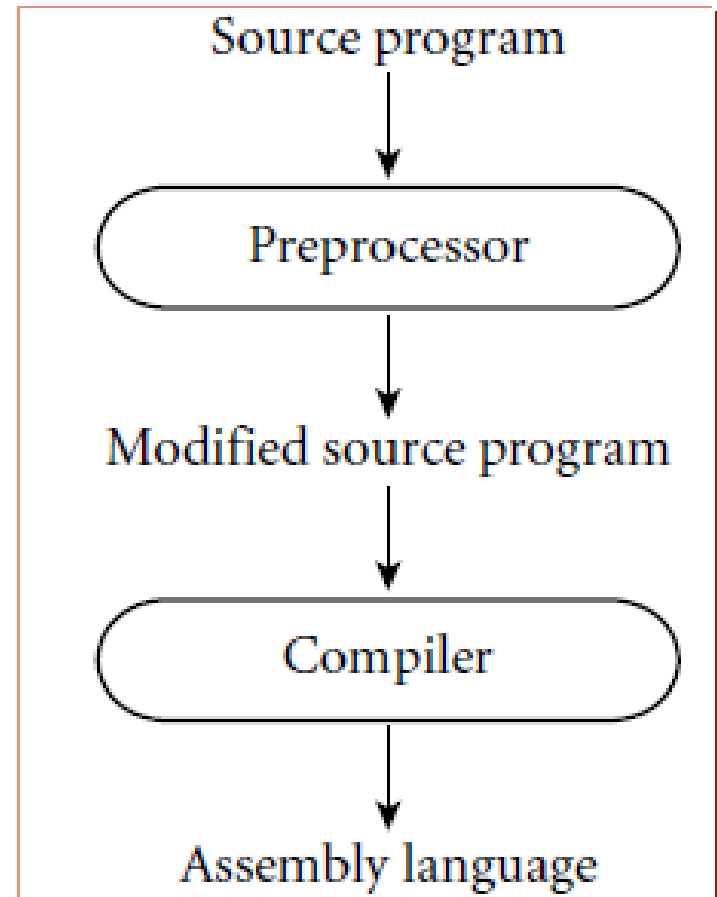 Source program
Preprocessor
Modified source program
Compiler
Assembly language